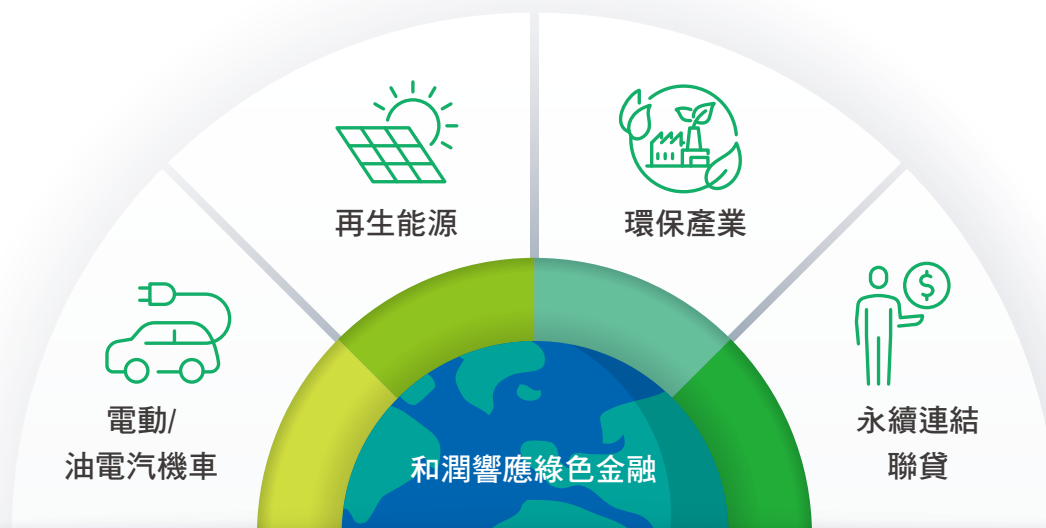 再生能源
環保產業
電動/
油電汽機車
永續連結
聯貸
和潤響應綠色金融